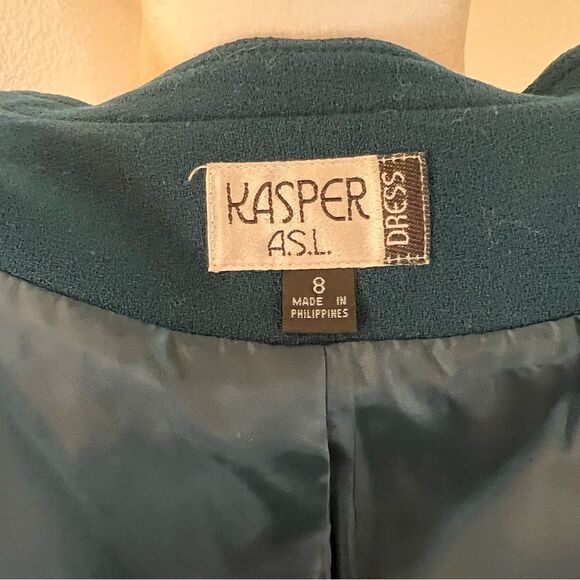 KASPER
A.S.L.
DRESS
8
MADE IN
PHILIPPINES